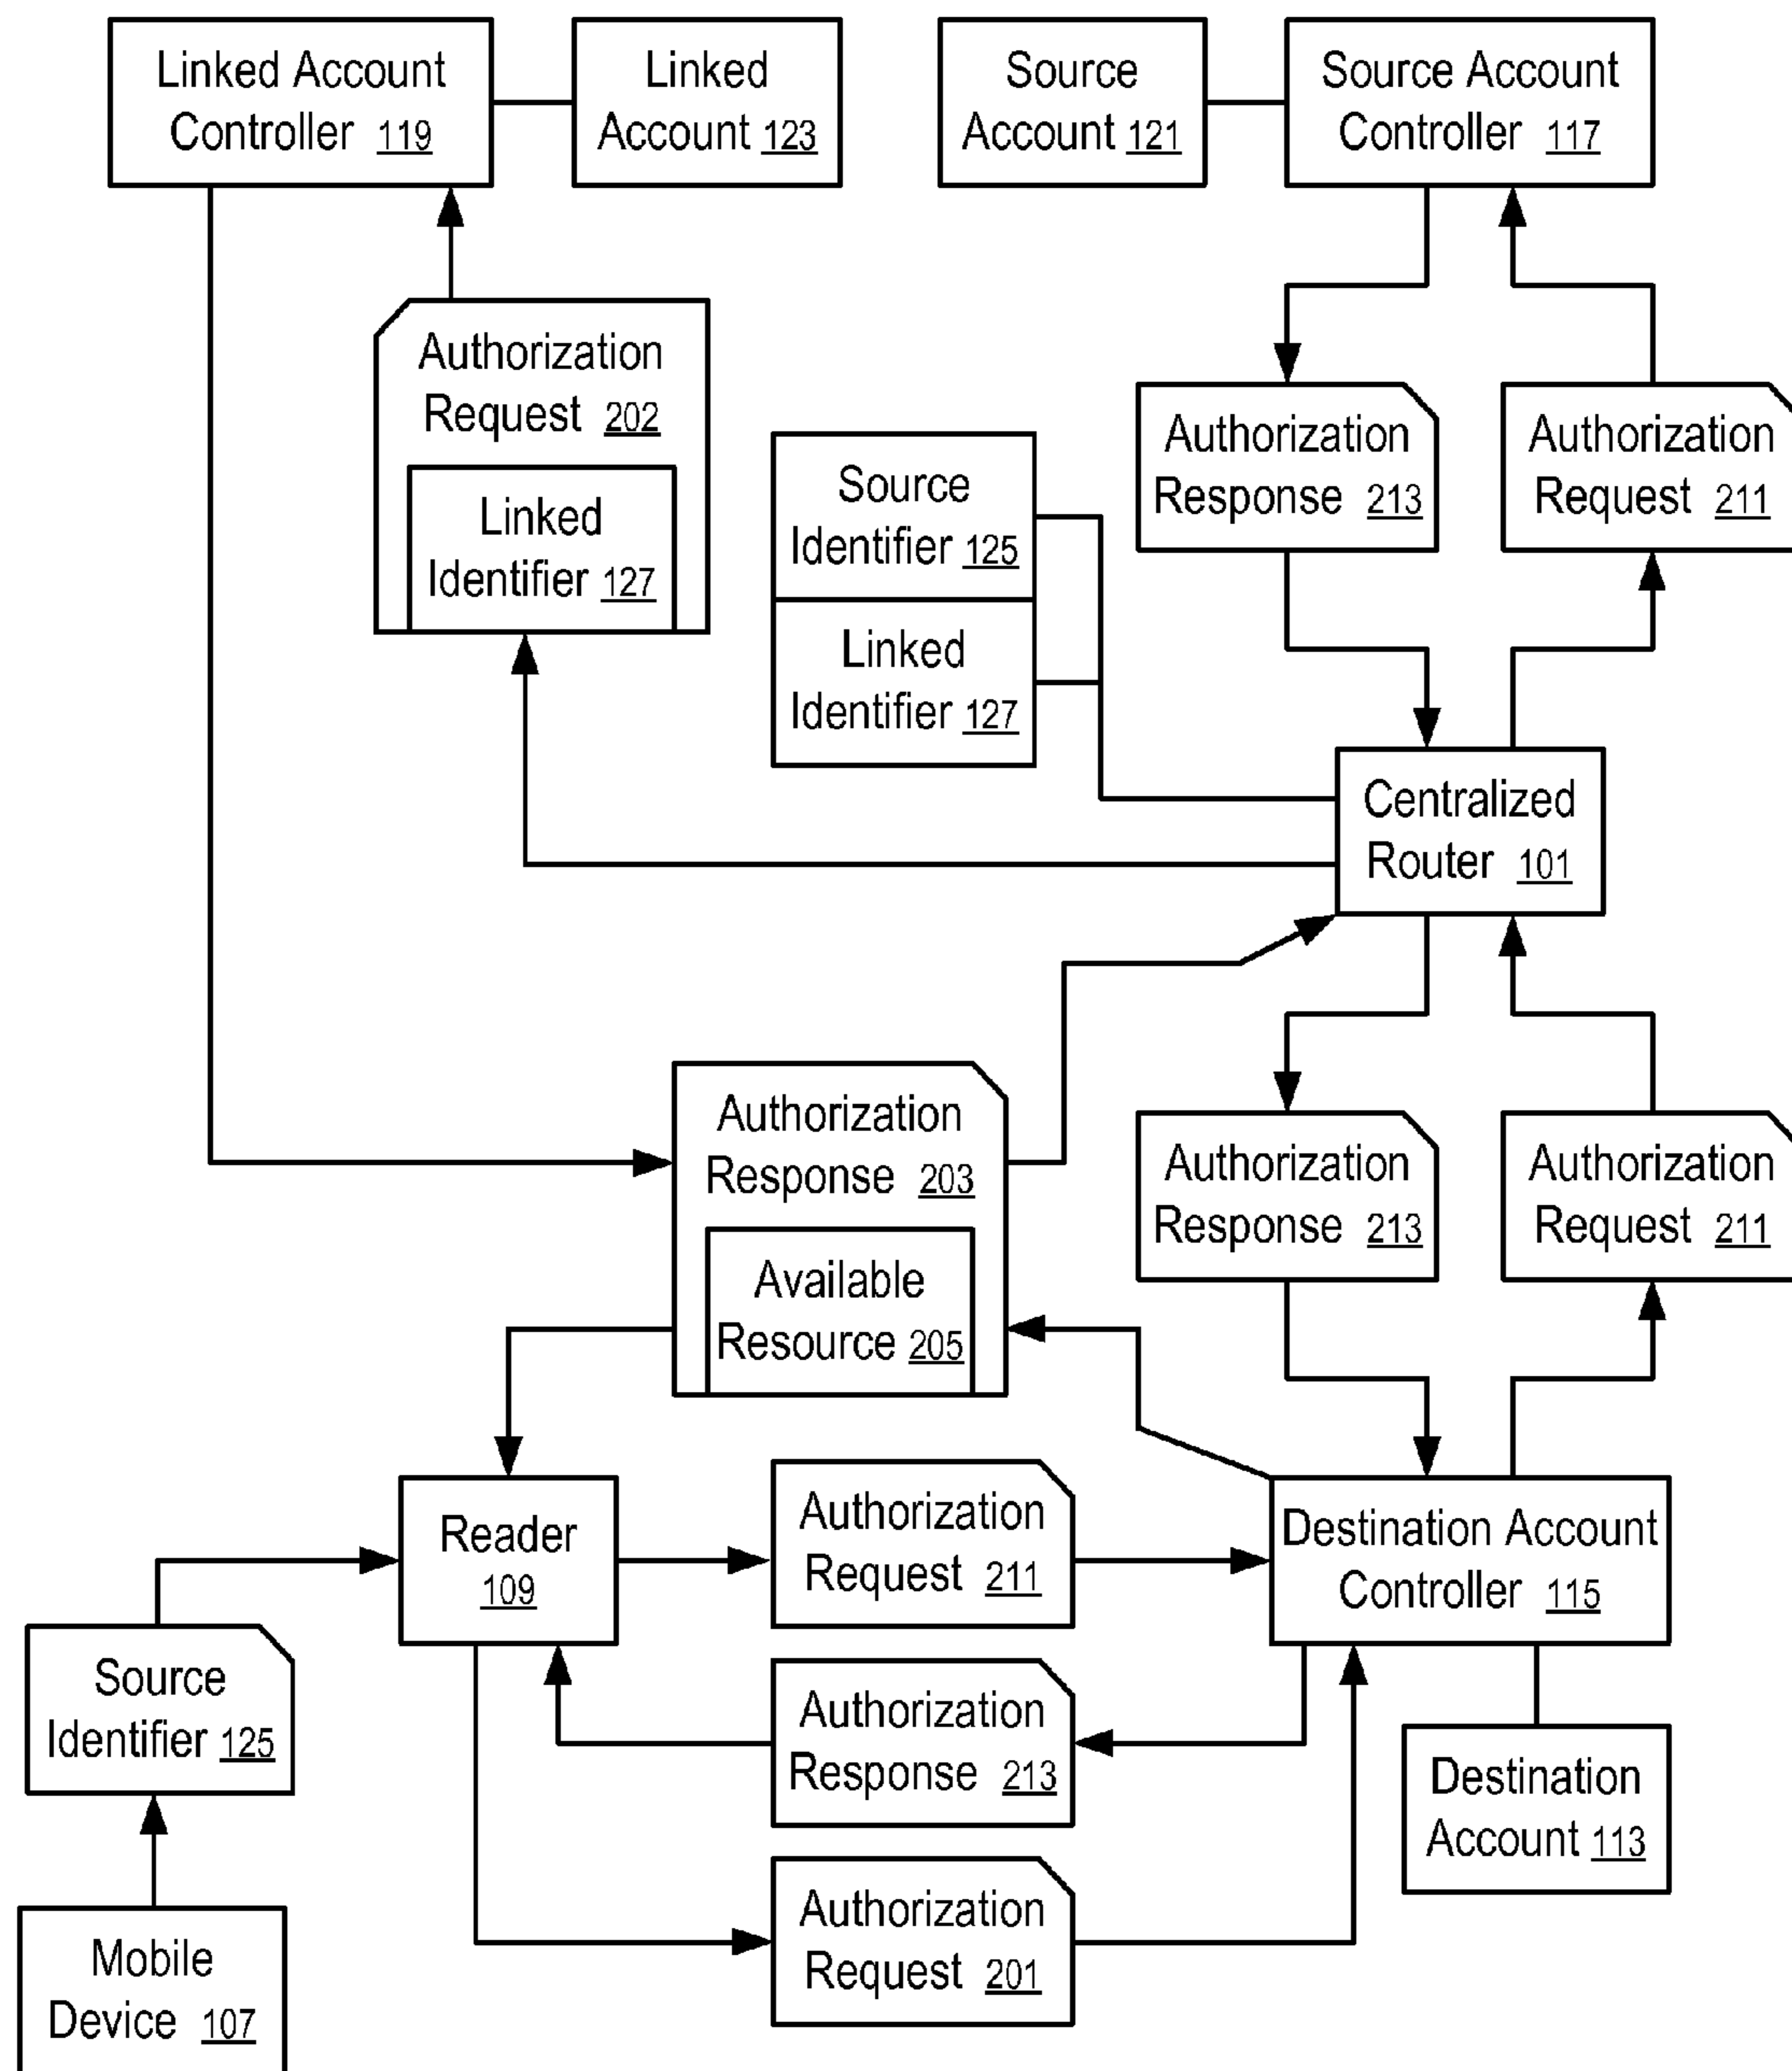 Linked Account
Controller 119
Linked
Account 123
Source
Account 121
Source Account
Controller 117
Authorization
Request 202
Linked
Identifier 127
Source
Identifier 125
Linked
Identifier 127
Authorization
Response 213
Authorization
Request 211
Centralized
Router 101
Authorization
Response 203
Available
Resource 205
Authorization
Response 213
Authorization
Request 211
Reader
109
Authorization
Request 211
Destination Account
Controller 115
Source
Identifier 125
Authorization
Response 213
Destination
Account 113
Authorization
Request 201
Mobile
Device 107